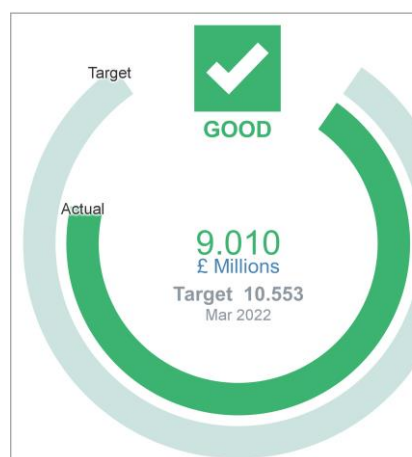 Target
GOOD
Actual
9.010
£ Millions
Target 10.553
Mar 2022